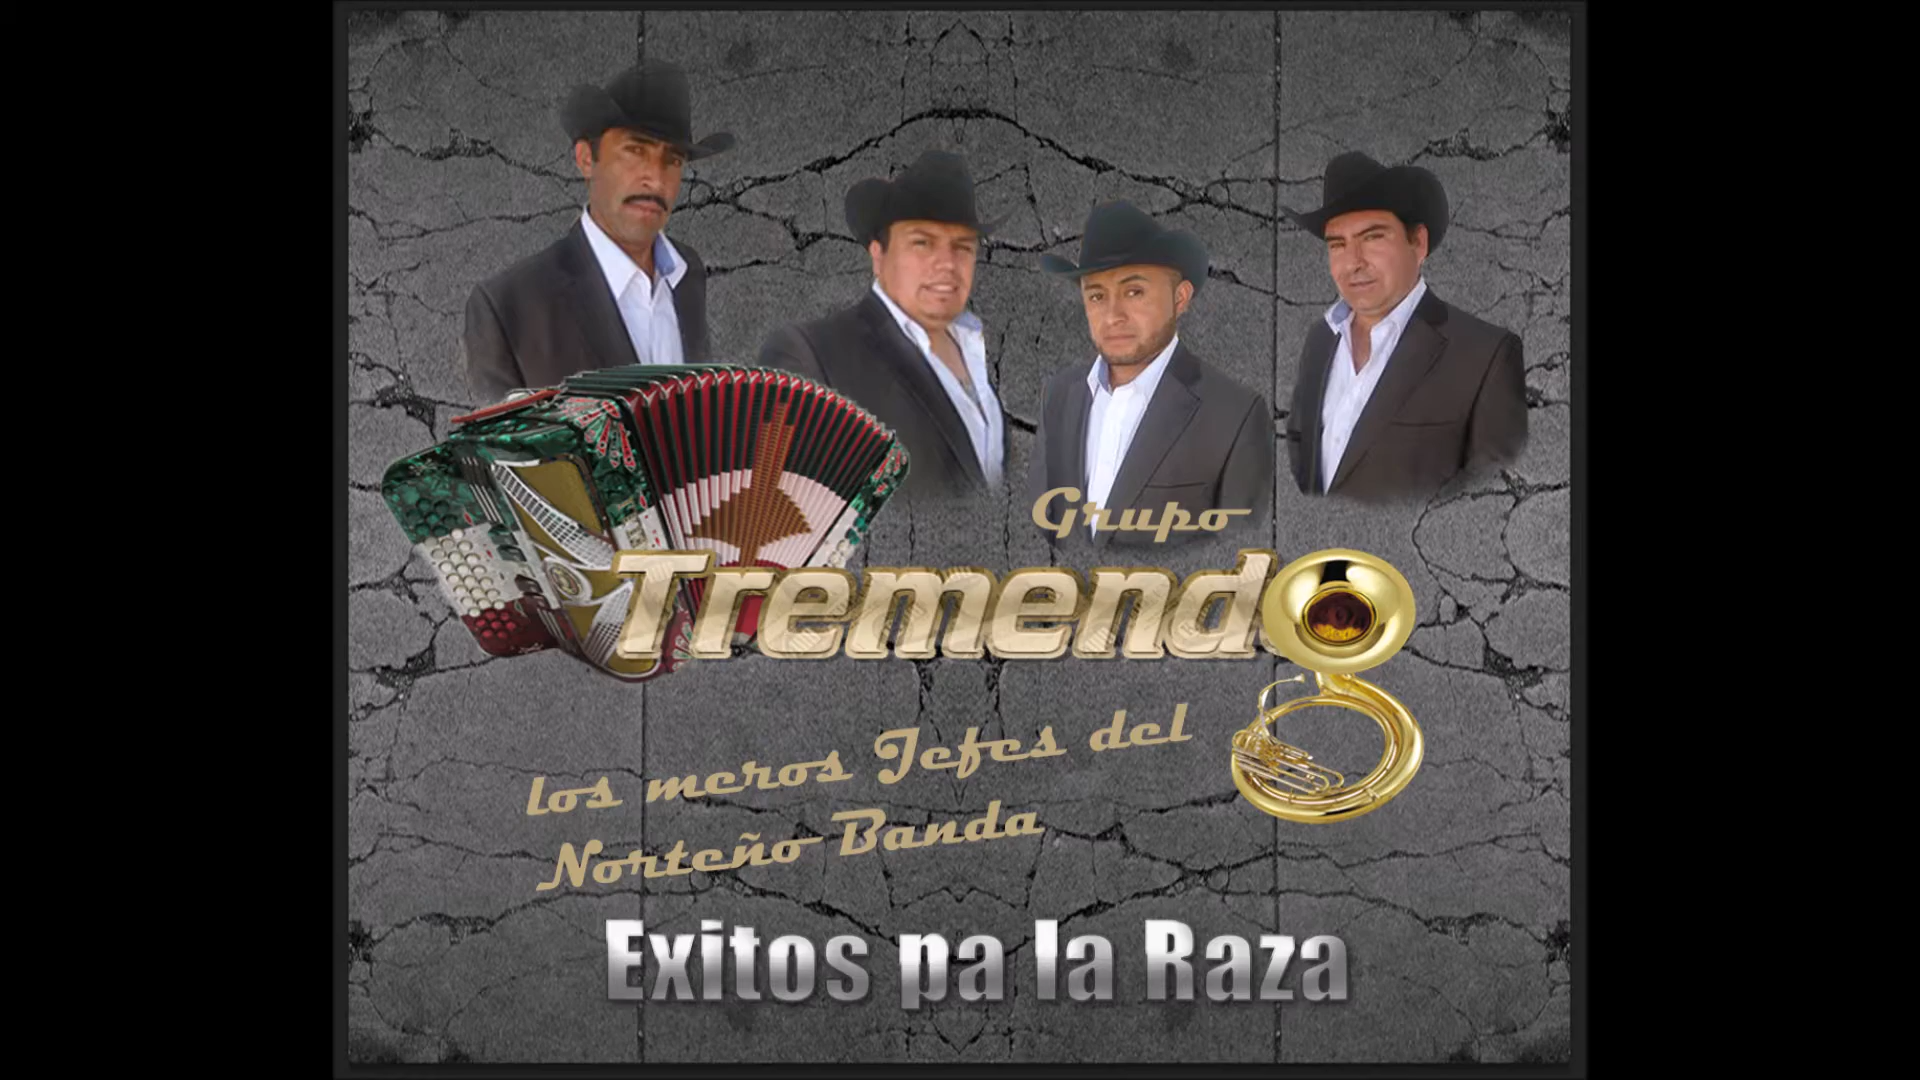 Grupo
Tremendo
los meros Jefes del
Norteño Banda
Exitos pa la Raza